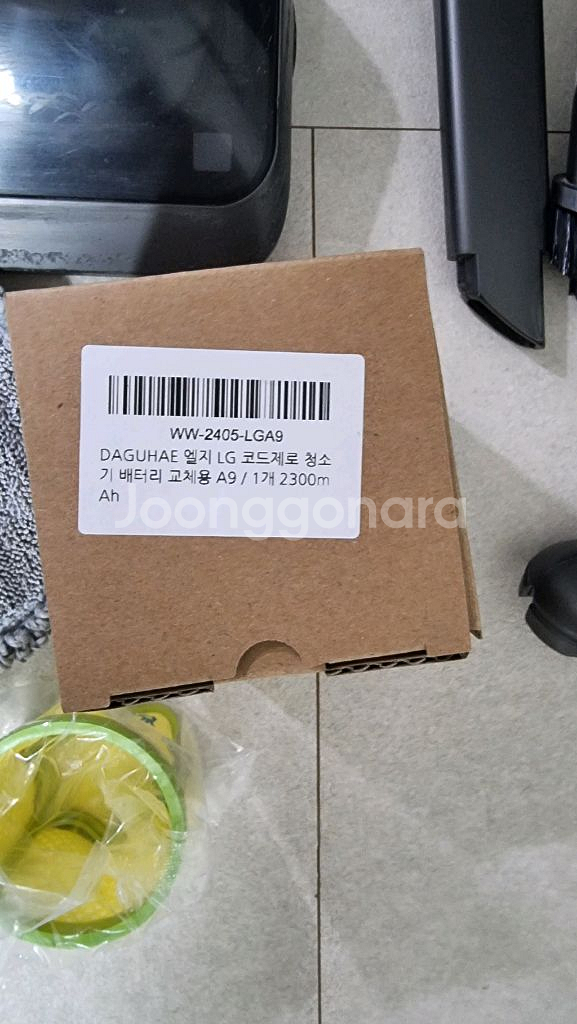 WW-2405-LGA9
DAGUHAE 엘지 LG 코드제로 청소
기 배터리 교체용 A9 / 1개 2300m
Ah
Joonggonara